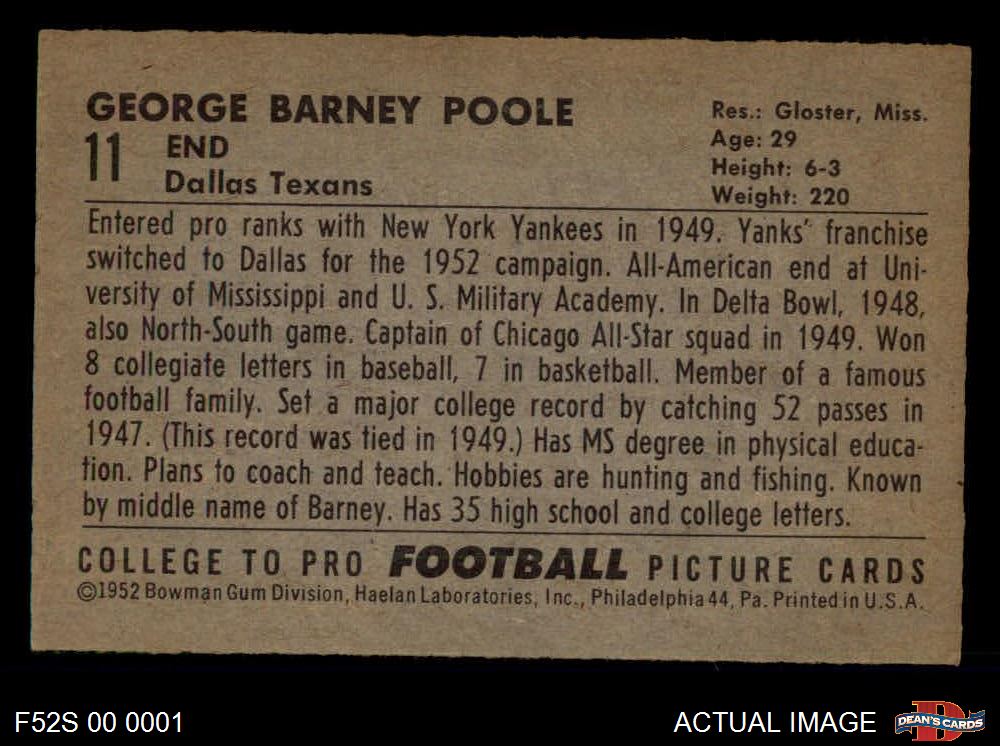 GEORGE BARNEY POOLE
11 END
Dallas Texans
Res.: Gloster, Miss.
Age: 29
Height: 6-3
Weight: 220
Entered pro ranks with New York Yankees in 1949. Yanks' franchise
switched to Dallas for the 1952 campaign. All-American end at Uni-
versity of Mississippi and U. S. Military Academy. In Delta Bowl, 1948,
also North-South game. Captain of Chicago All-Star squad in 1949. Won
8 collegiate letters in baseball, 7 in basketball. Member of a famous
football family. Set a major college record by catching 52 passes in
1947. (This record was tied in 1949.) Has MS degree in physical educa-
tion. Plans to coach and teach. Hobbies are hunting and fishing. Known
by middle name of Barney. Has 35 high school and college letters.
COLLEGE TO PRO FOOTBALL PICTURE CARDS
©1952 Bowman Gum Division, Haelan Laboratories, Inc., Philadelphia 44, Pa. Printed in U.S.A.
F52S 00 0001
ACTUAL IMAGE
D
DEAN'S CARDS